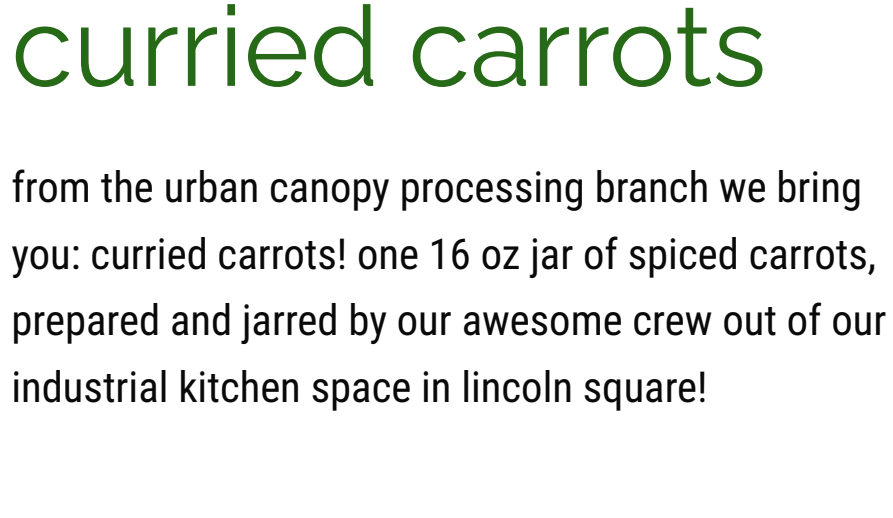 curried carrots
from the urban canopy processing branch we bring
you: curried carrots! one 16 oz jar of spiced carrots,
prepared and jarred by our awesome crew out of our
industrial kitchen space in lincoln square!